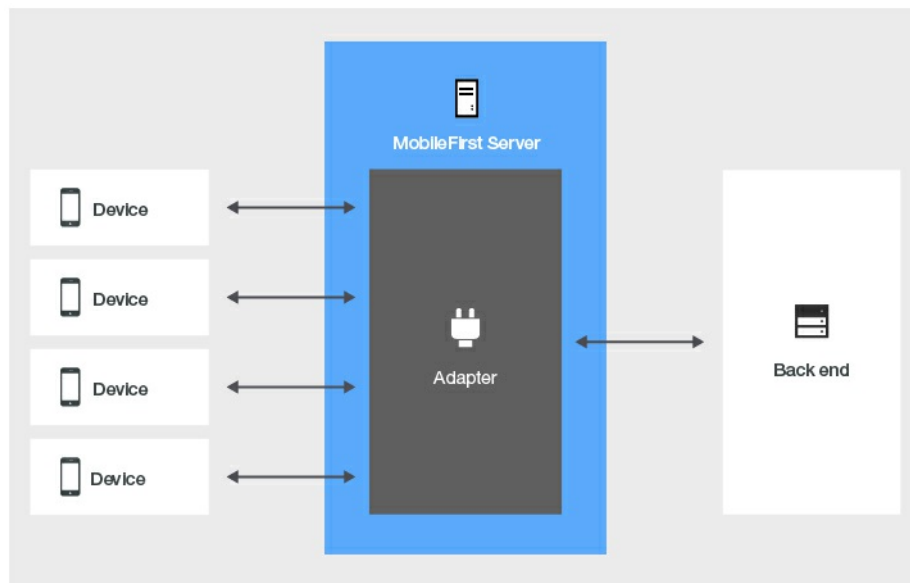 MobileFirst Server
Device
Device
Device
Device
Adapter
Back end